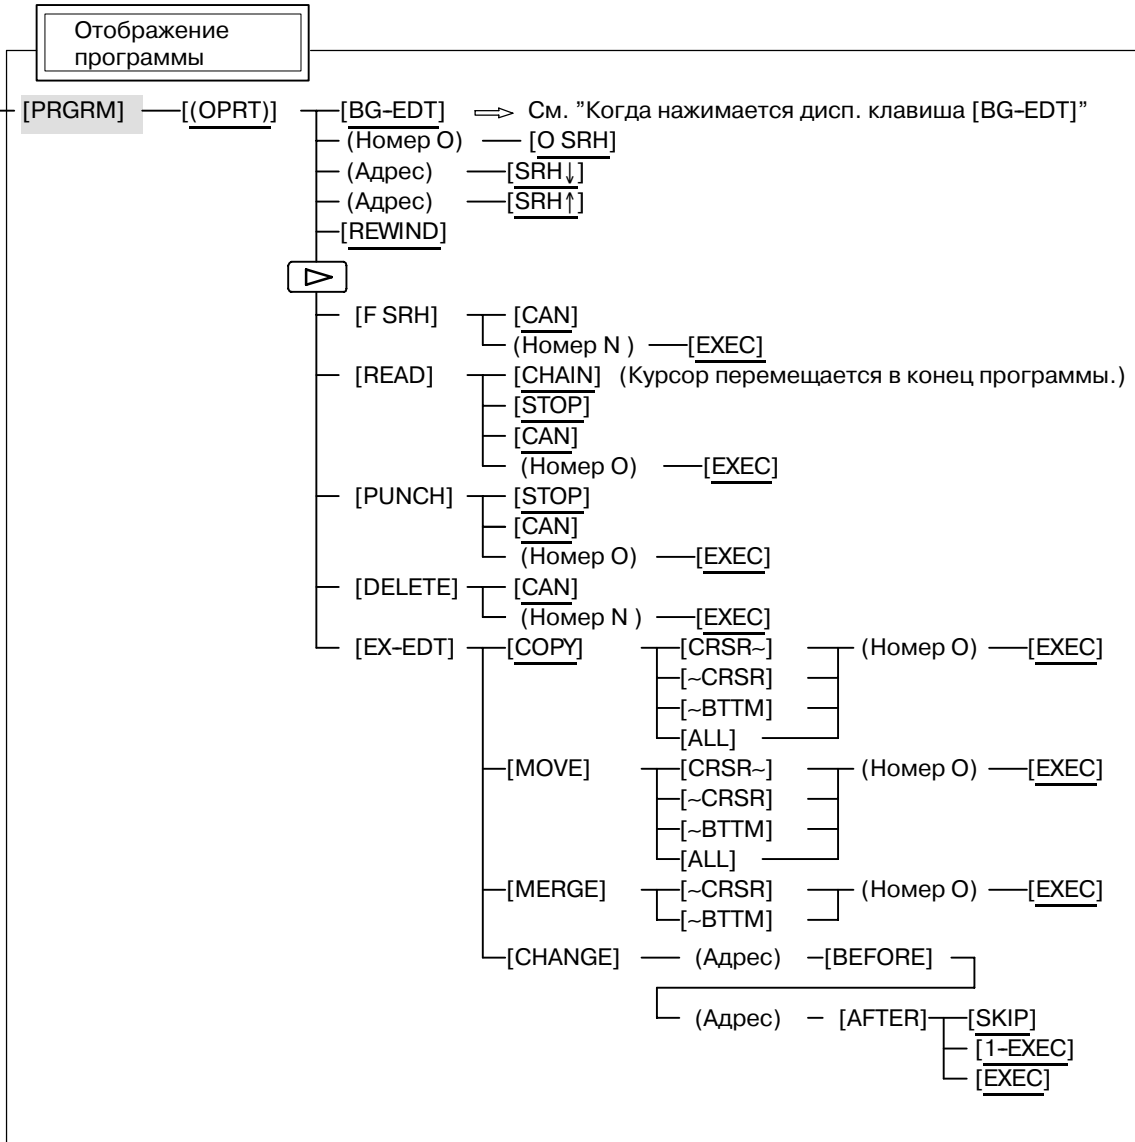 Отображение
программы
[PRGRM] [(OPRT)] [BG-EDT] ⇒ См. "Когда нажимается дисп. клавиша [BG-EDT]"
(Номер O) [O SRH]
(Адрес) [SRH↓]
(Адрес) [SRH↑]
[REWIND]
[F SRH] [CAN]
(Номер N ) [EXEC]
[READ] [CHAIN] (Курсор перемещается в конец программы.)
[STOP]
[CAN]
(Номер O) [EXEC]
[PUNCH] [STOP]
[CAN]
(Номер O) [EXEC]
[DELETE] [CAN]
(Номер N ) [EXEC]
[EX-EDT] [COPY] [CRSR~] (Номер O) [EXEC]
[~CRSR]
[~BTTM]
[ALL]
[MOVE] [CRSR~] (Номер O) [EXEC]
[~CRSR]
[~BTTM]
[ALL]
[MERGE] [~CRSR] (Номер O) [EXEC]
[~BTTM]
[CHANGE] (Адрес) [BEFORE]
(Адрес) [AFTER] [SKIP]
[1-EXEC]
[EXEC]